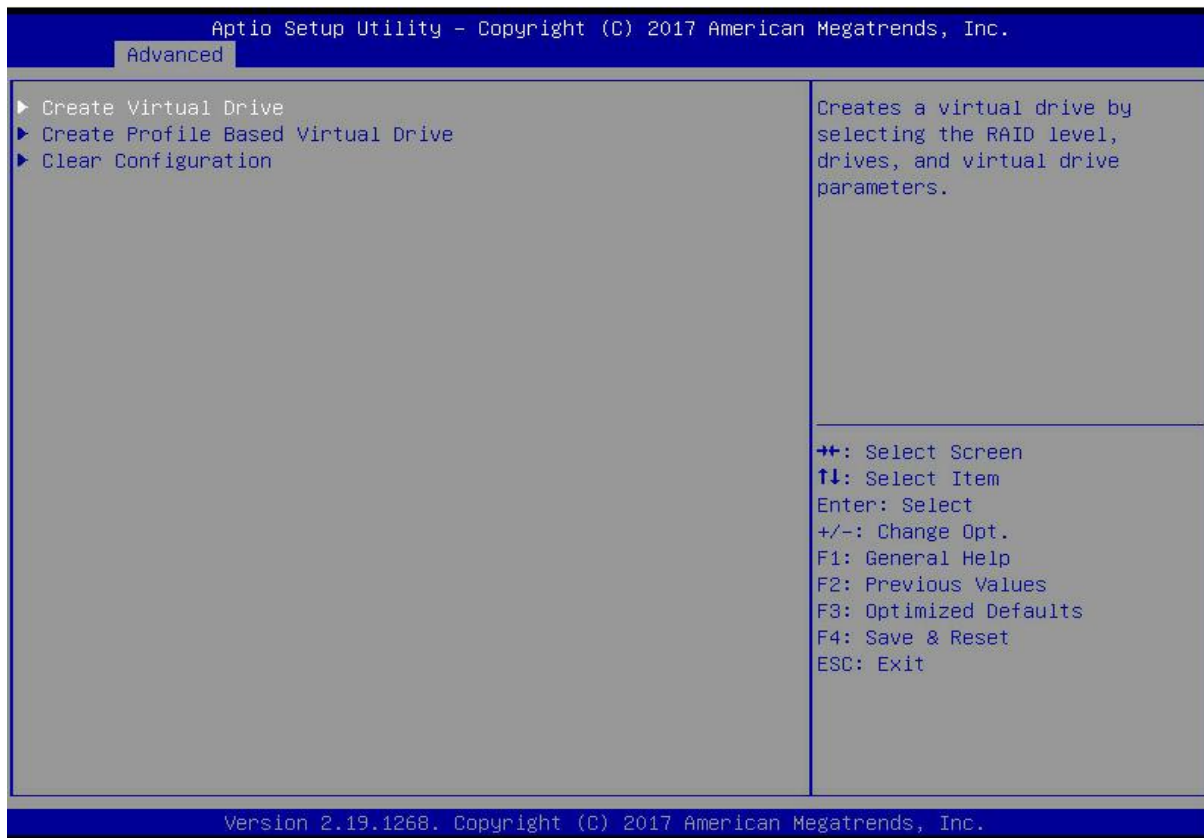 Aptio Setup Utility – Copyright (C) 2017 American Megatrends, Inc.
Advanced
▶ Create Virtual Drive
▶ Create Profile Based Virtual Drive
▶ Clear Configuration
Creates a virtual drive by
selecting the RAID level,
drives, and virtual drive
parameters.
→←: Select Screen
↑↓: Select Item
Enter: Select
+/-: Change Opt.
F1: General Help
F2: Previous Values
F3: Optimized Defaults
F4: Save & Reset
ESC: Exit
Version 2.19.1268. Copyright (C) 2017 American Megatrends, Inc.